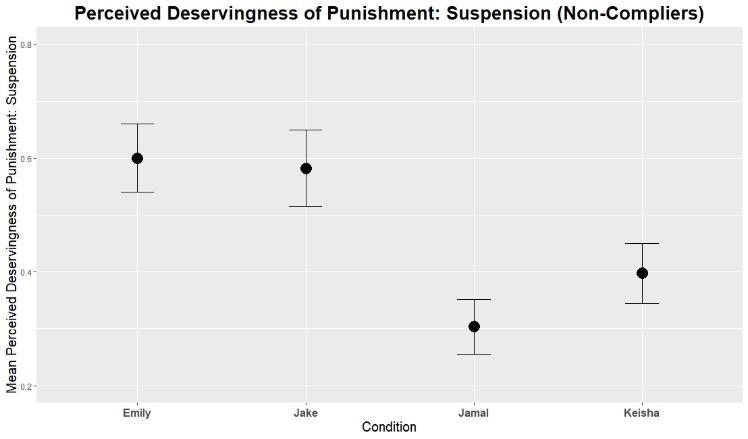 Perceived Deservingness of Punishment: Suspension (Non-Compliers)
Mean Perceived Deservingness of Punishment: Suspension
0.8
0.6
0.4
0.2
Emily Jake Jamal Keisha
Condition